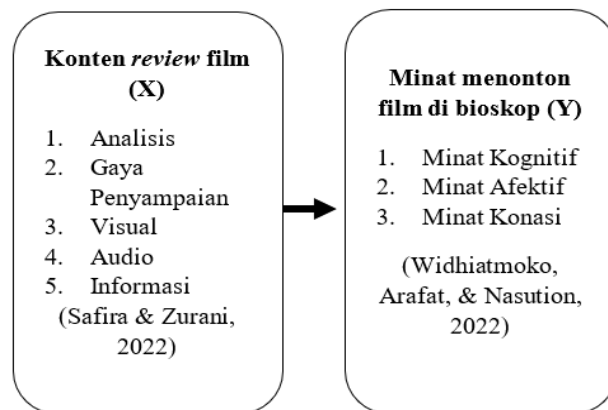 Konten review film
(X)
1. Analisis
2. Gaya
Penyampaian
3. Visual
4. Audio
5. Informasi
(Safira & Zurani,
2022)
Minat menonton
film di bioskop (Y)
1. Minat Kognitif
2. Minat Afektif
3. Minat Konasi
(Widhiatmoko,
Arafat, & Nasution,
2022)